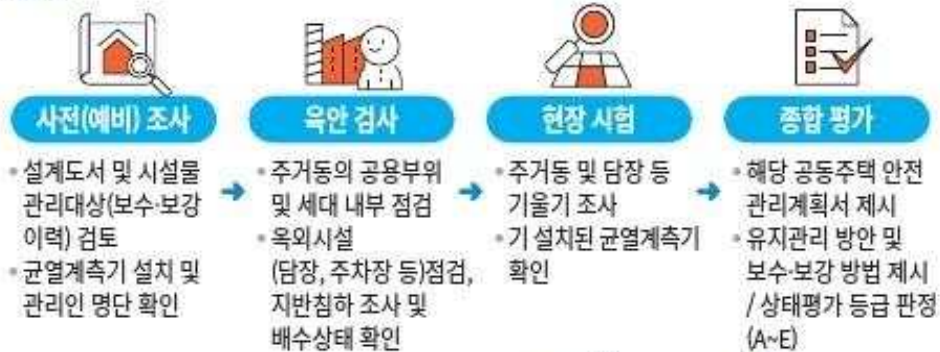 사전(예비) 조사
설계도서 및 시설물
관리대상(보수·보강
이력) 검토
균열계측기 설치 및
관리인 명단 확인
육안 검사
주거동의 공용부위
및 세대 내부 점검
옥외시설
(담장, 주차장 등)점검,
지반침하 조사 및
배수상태 확인
현장 시험
주거동 및 담장 등
기울기 조사
기 설치된 균열계측기
확인
종합 평가
해당 공동주택 안전
관리계획서 제시
유지관리 방안 및
보수·보강 방법 제시
/ 상태평가 등급 판정
(A~E)